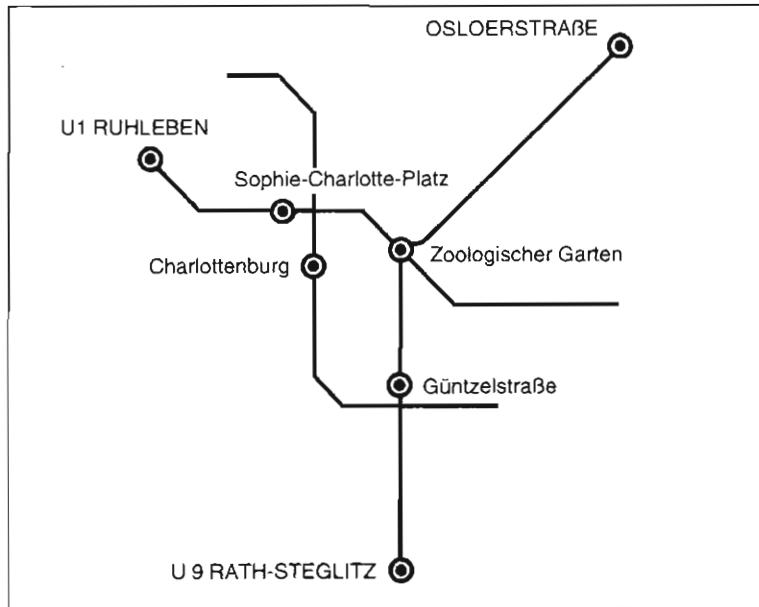 OSLOERSTRAßE
U1 RUHLEBEN
Sophie-Charlotte-Platz
Zoologischer Garten
Charlottenburg
Güntzelstraße
U 9 RATH-STEGLITZ